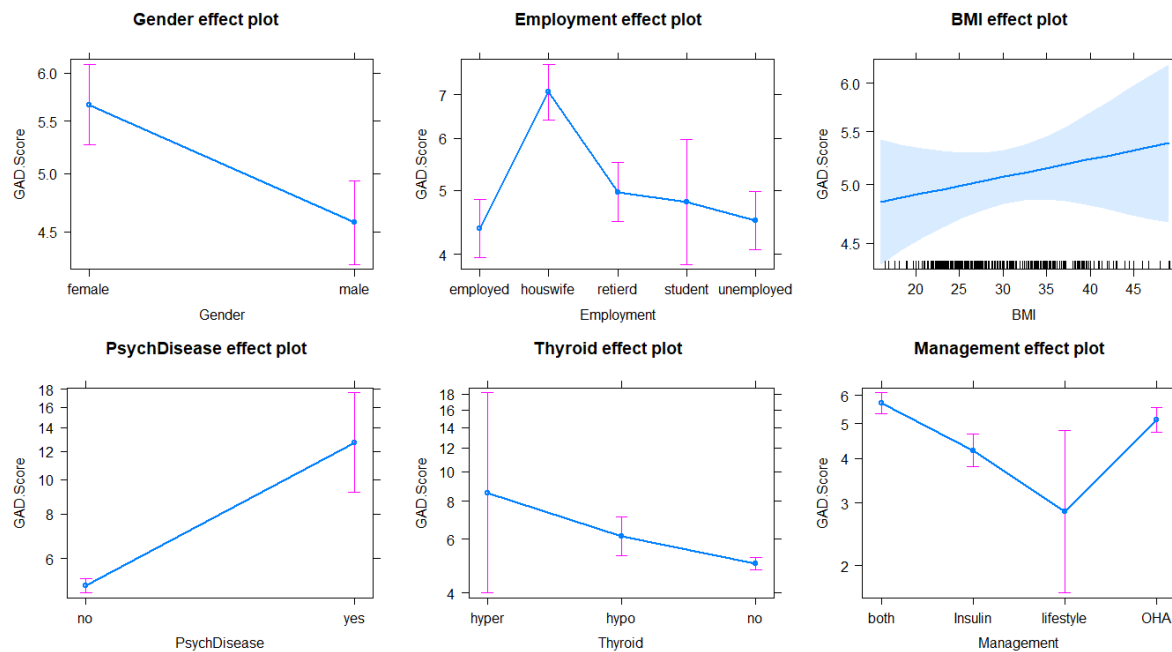 Gender effect plot
GAD.Score
6.0
5.5
5.0
4.5
female male
Gender
Employment effect plot
GAD.Score
7
6
5
4
employed houswife retierd student unemployed
Employment
BMI effect plot
GAD.Score
6.0
5.5
5.0
4.5
20 25 30 35 40 45
BMI
PsychDisease effect plot
GAD.Score
18
16
14
12
10
8
6
no yes
PsychDisease
Thyroid effect plot
GAD.Score
18
16
14
12
10
8
6
4
hyper hypo no
Thyroid
Management effect plot
GAD.Score
6
5
4
3
2
both Insulin lifestyle OHA
Management